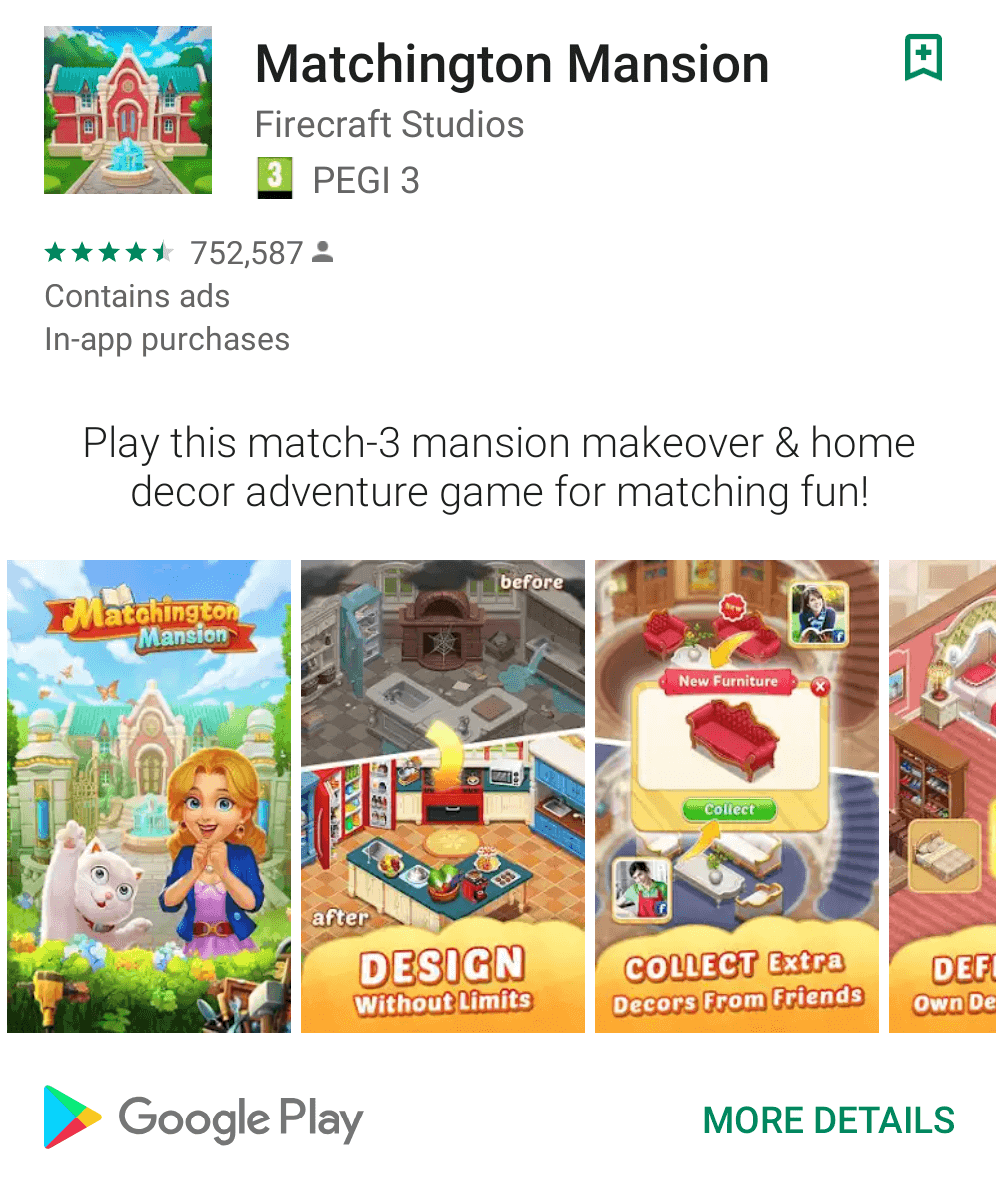 Matchington Mansion
Firecraft Studios
3 PEGI 3
752,587
Contains ads
In-app purchases
Play this match-3 mansion makeover & home
decor adventure game for matching fun!
Matchington
Mansion
before
after
DESIGN
Without Limits
New
New Furniture
Collect
COLLECT Extra
Decors From Friends
DEF
Own De
Google Play
MORE DETAILS